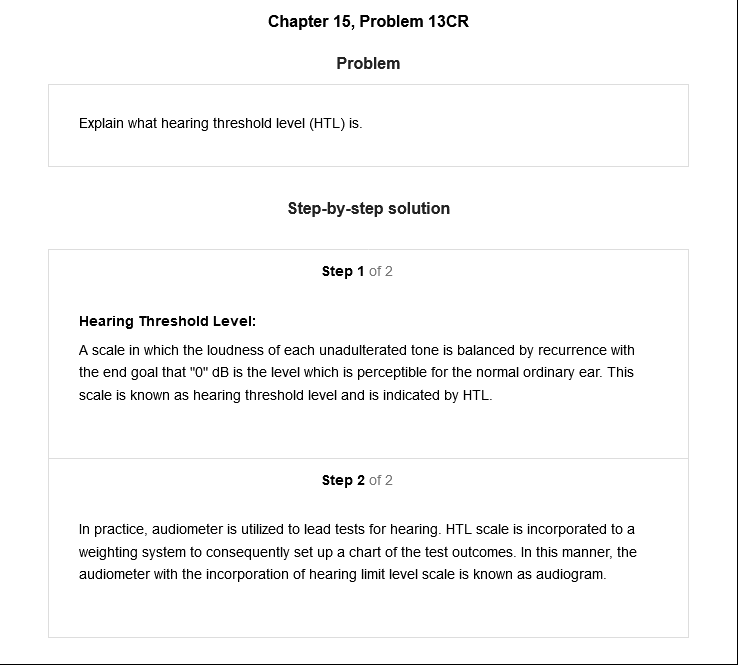 Chapter 15, Problem 13CR
Problem
Explain what hearing threshold level (HTL) is.
Step-by-step solution
Step 1 of 2
Hearing Threshold Level:
A scale in which the loudness of each unadulterated tone is balanced by recurrence with
the end goal that "0" dB is the level which is perceptible for the normal ordinary ear. This
scale is known as hearing threshold level and is indicated by HTL.
Step 2 of 2
In practice, audiometer is utilized to lead tests for hearing. HTL scale is incorporated to a
weighting system to consequently set up a chart of the test outcomes. In this manner, the
audiometer with the incorporation of hearing limit level scale is known as audiogram.